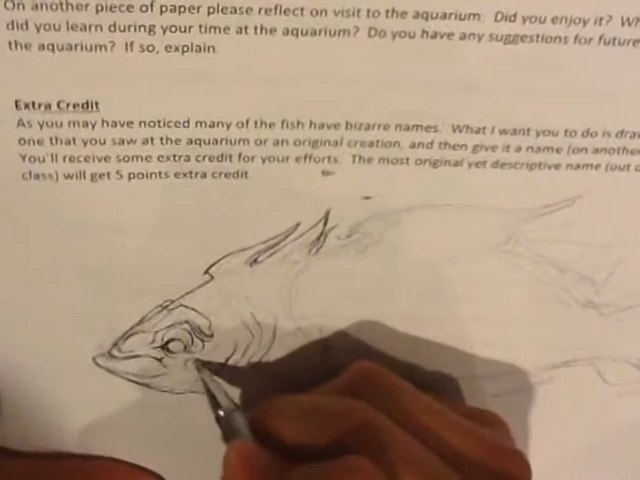 On another piece of paper please reflect on visit to the aquarium. Did you enjoy it?
did you learn during your time at the aquarium? Do you have any suggestions for future
the aquarium? If so, explain
Extra Credit
As you may have noticed many of the fish have bizarre names. What I want you to do is
one that you saw at the aquarium or an original creation, and then give it a name (on another
You'll receive some extra credit for your efforts. The most original yet descriptive name (out
class) will get 5 points extra credit.